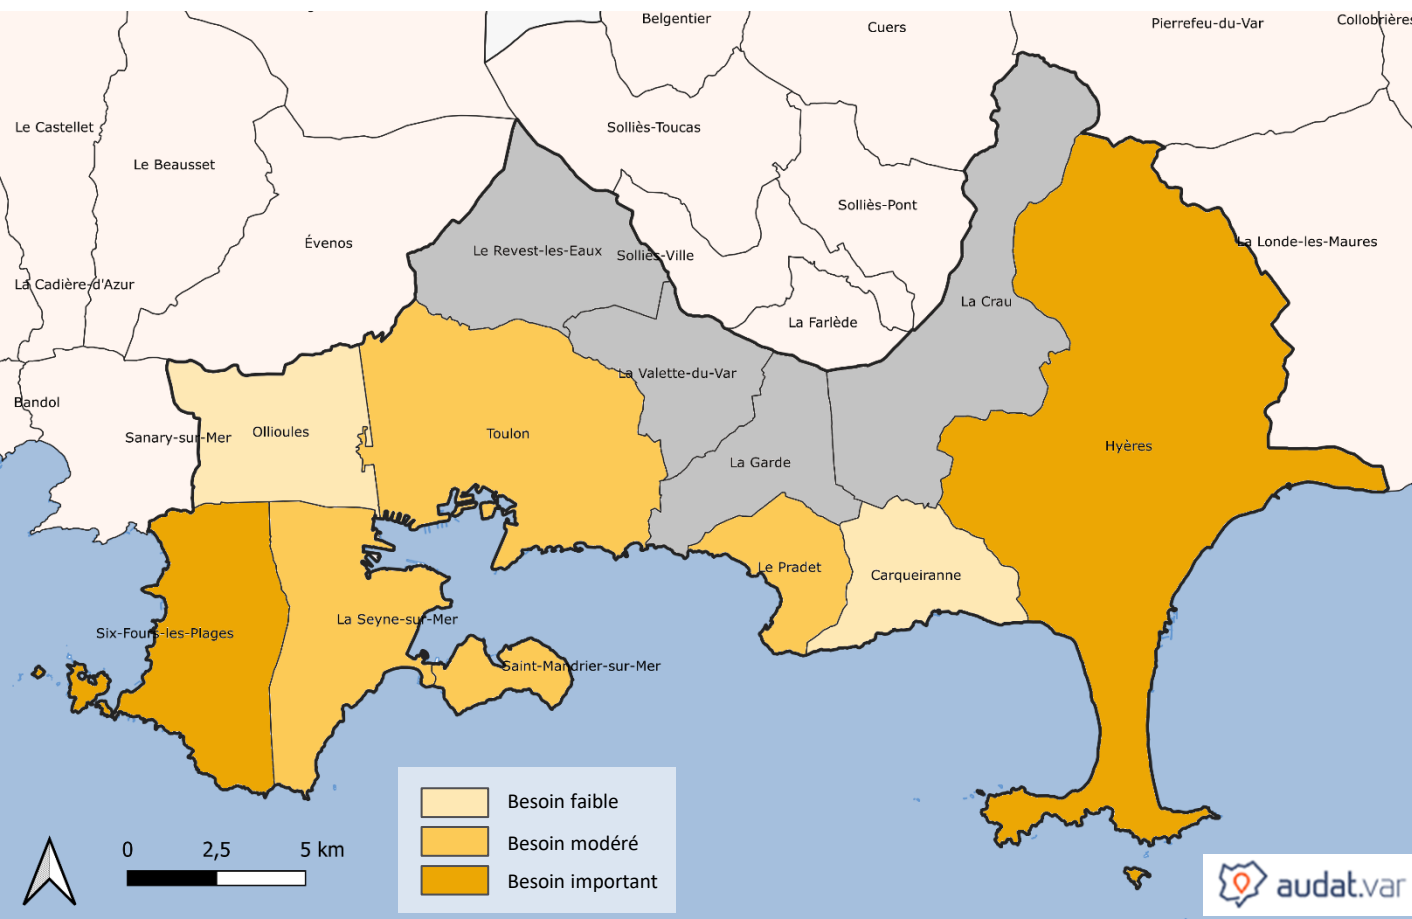 Belgentier
Cuers
Pierrefeu-du-Var
Collobrières
Le Castellet
Solliès-Toucas
Le Beausset
Solliès-Pont
Évenos
Le Revest-les-Eaux
Solliès-Ville
La Londe-les-Maures
La Cadière-d'Azur
La Crau
La Farlède
La Valette-du-Var
Bandol
Sanary-sur-Mer
Ollioules
Toulon
Hyères
La Garde
Le Pradet
Carqueiranne
La Seyne-sur-Mer
Six-Fours-les-Plages
Saint-Mandrier-sur-Mer
Besoin faible
Besoin modéré
Besoin important
0 2,5 5 km
audat.var